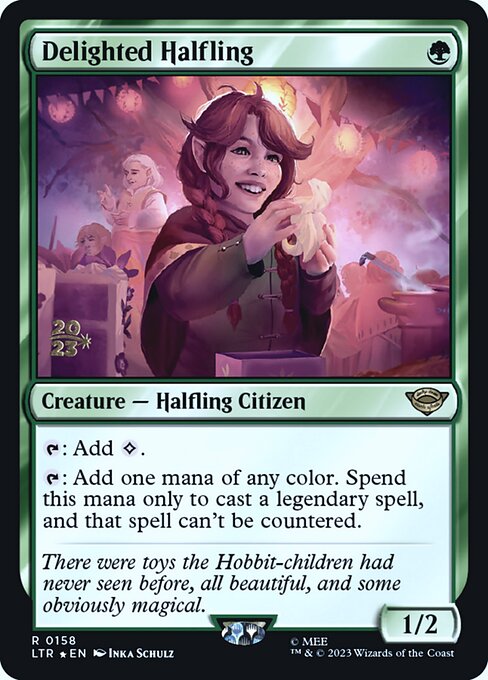 Delighted Halfling
20
23
Creature — Halfling Citizen
: Add .
: Add one mana of any color. Spend
this mana only to cast a legendary spell,
and that spell can't be countered.
There were toys the Hobbit-children had
never seen before, all beautiful, and some
obviously magical.
1/2
R 0158
LTR ★ EN Inka Schulz
© MEE
™ & © 2023 Wizards of the Coast